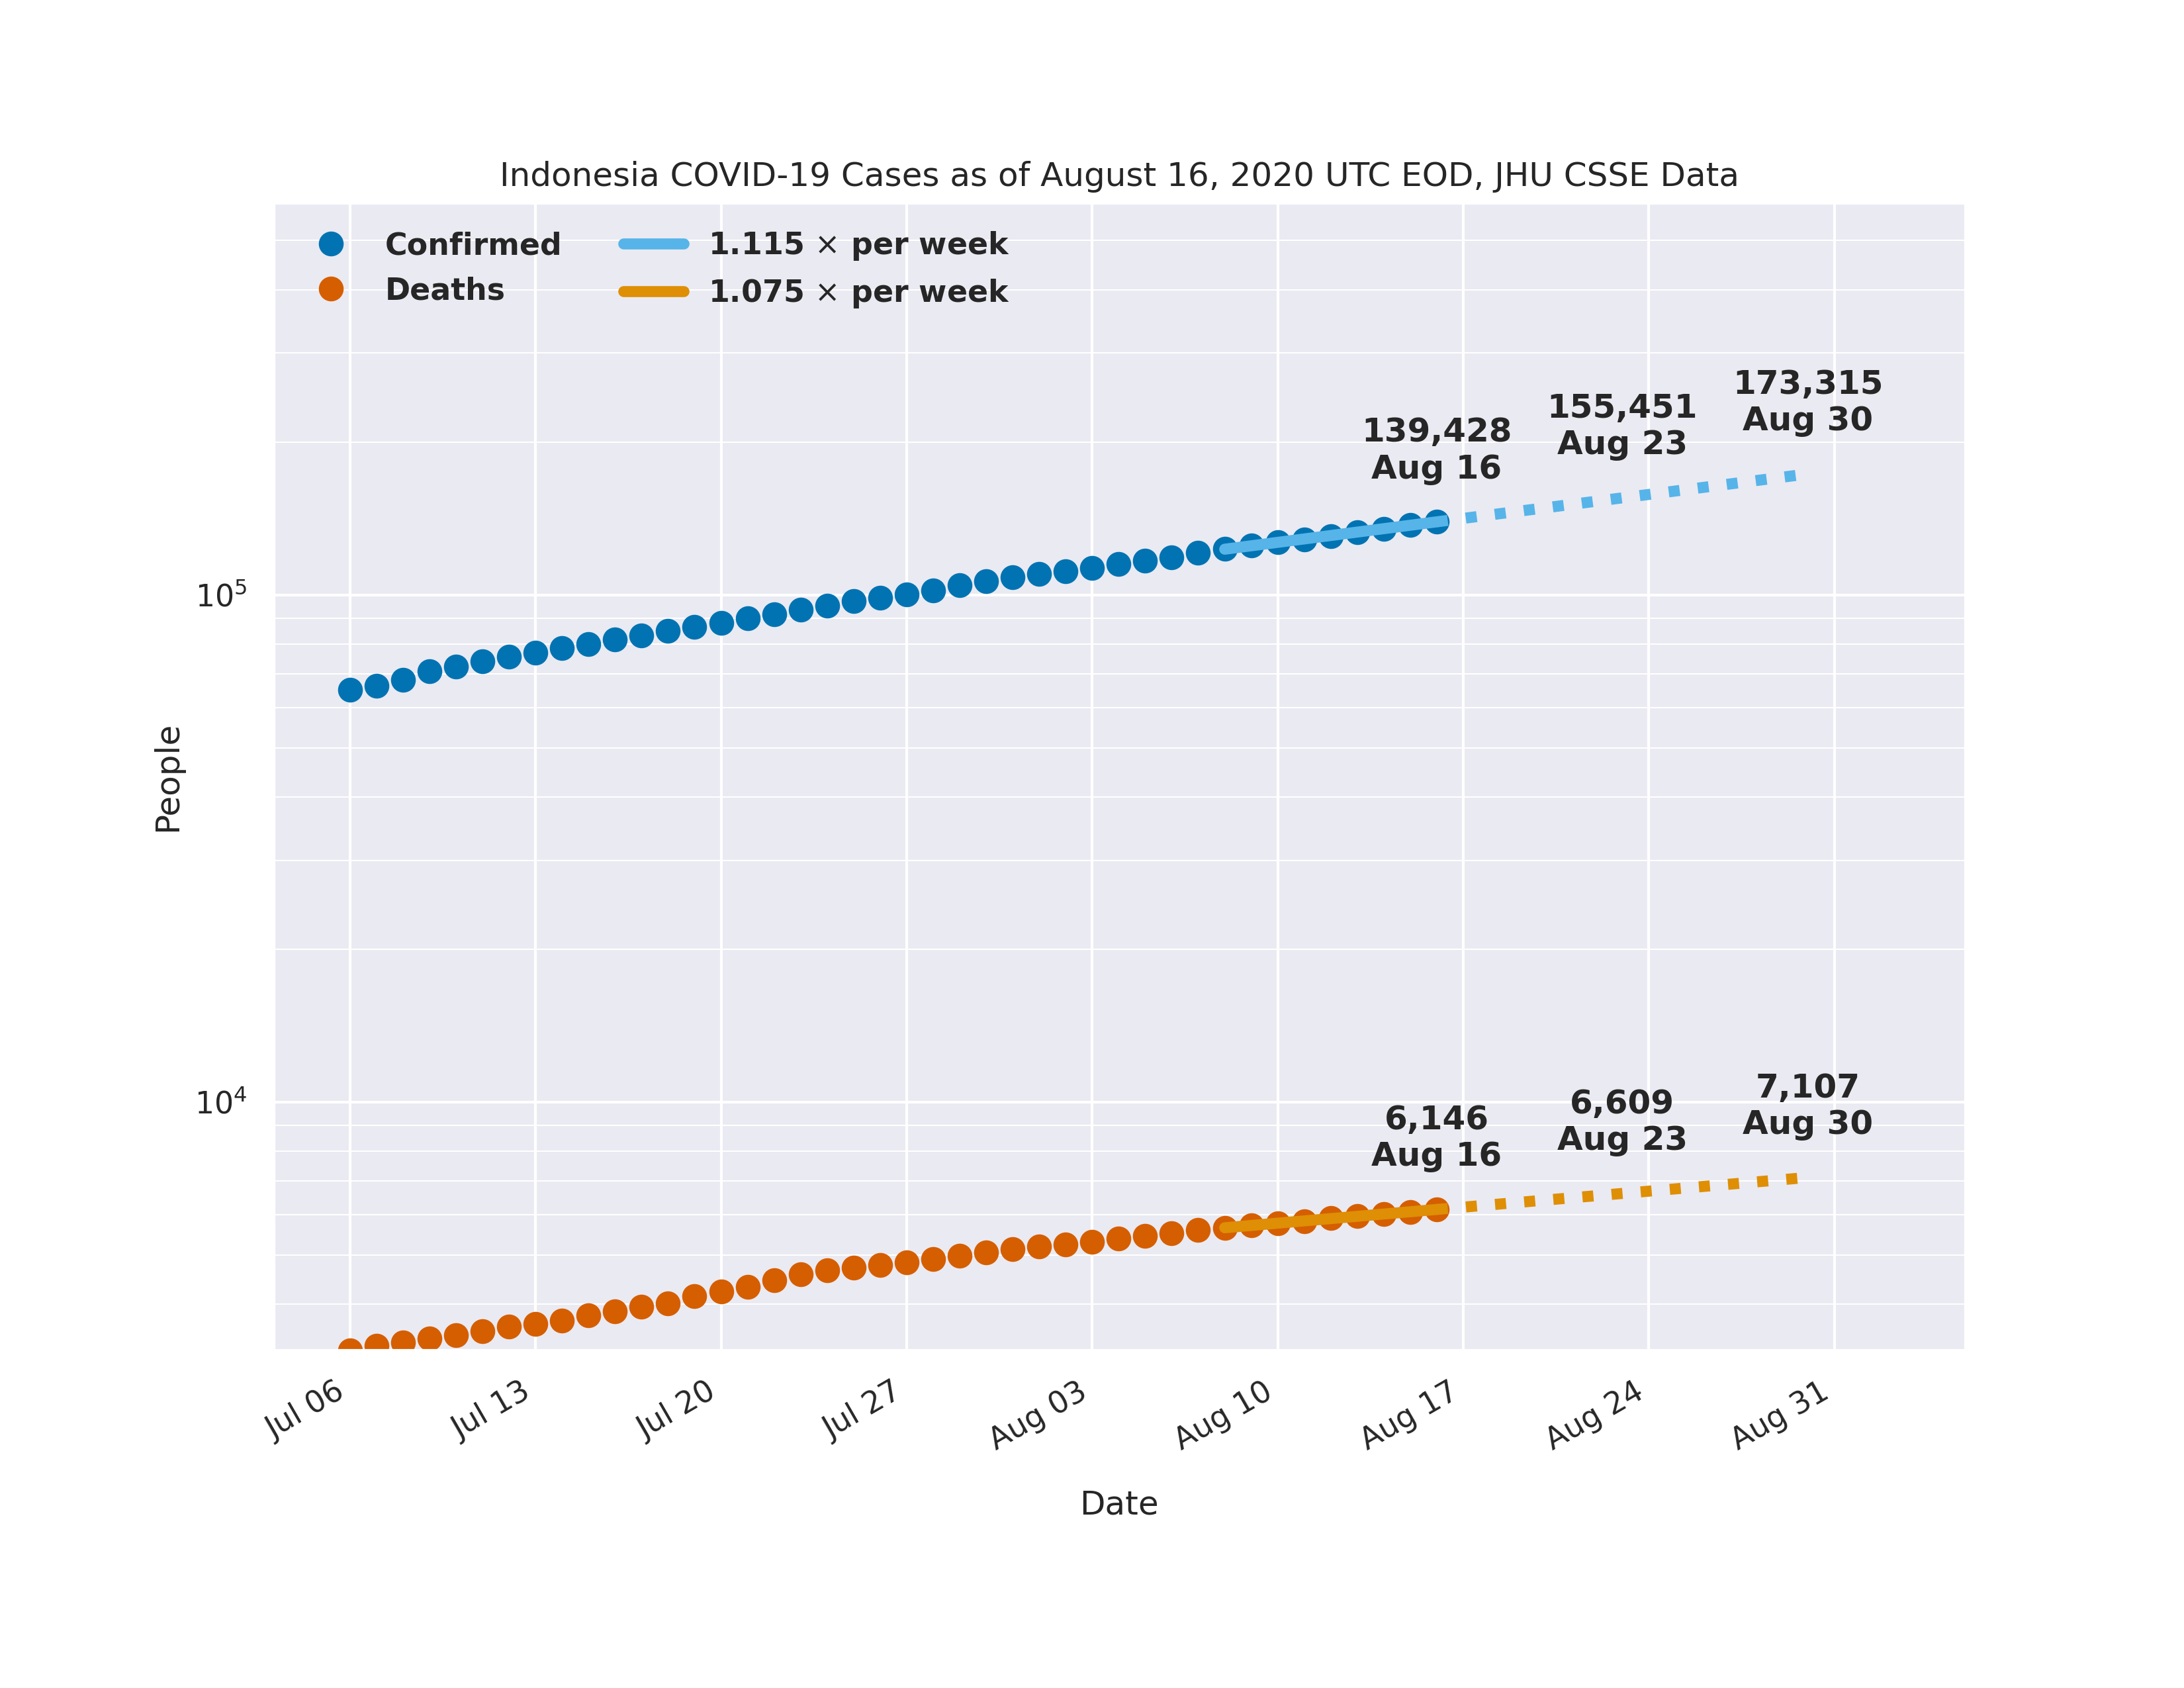 Indonesia COVID-19 Cases as of August 16, 2020 UTC EOD, JHU CSSE Data
Confirmed
Deaths
1.115 × per week
1.075 × per week
173,315
Aug 30
155,451
Aug 23
139,428
Aug 16
10⁵
People
10⁴
7,107
Aug 30
6,609
Aug 23
6,146
Aug 16
Jul 06
Jul 13
Jul 20
Jul 27
Aug 03
Aug 10
Aug 17
Aug 24
Aug 31
Date